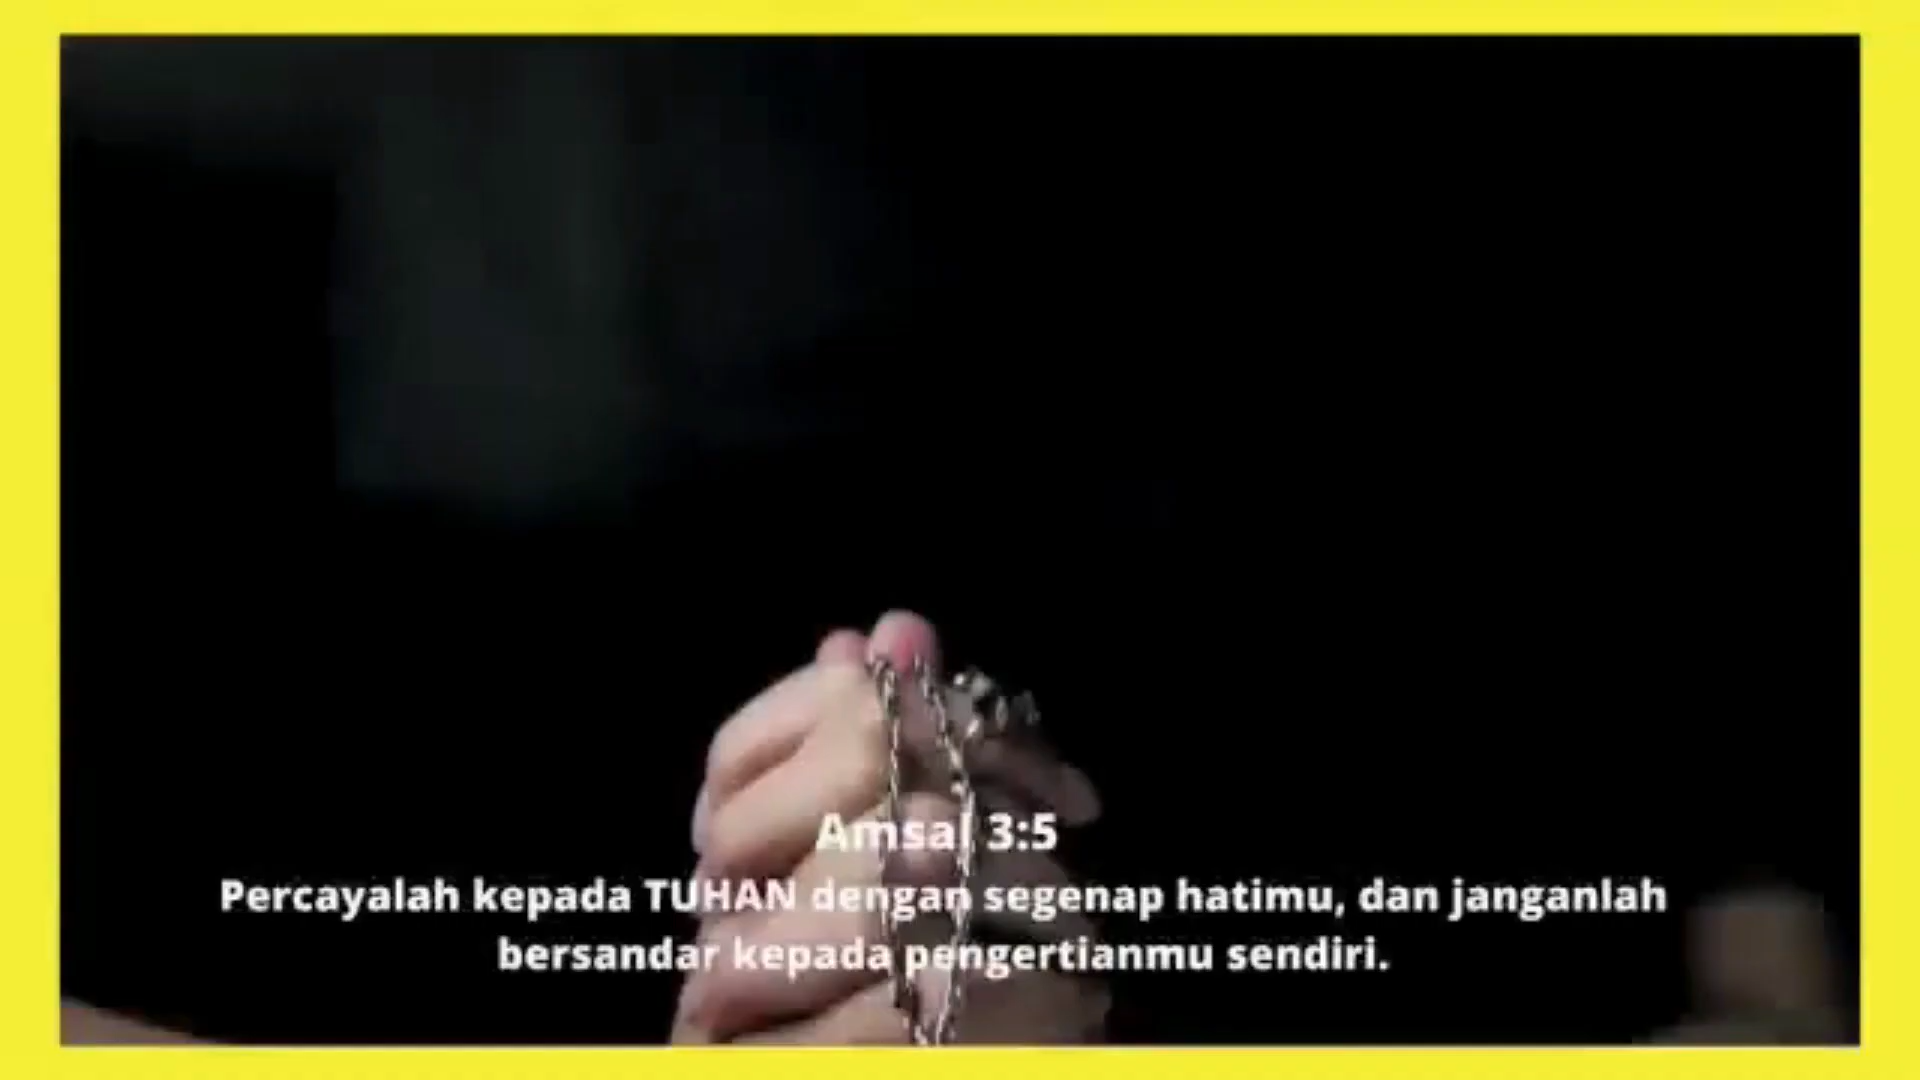 Amsal 3:5
Percayalah kepada TUHAN dengan segenap hatimu, dan janganlah
bersandar kepada pengertianmu sendiri.